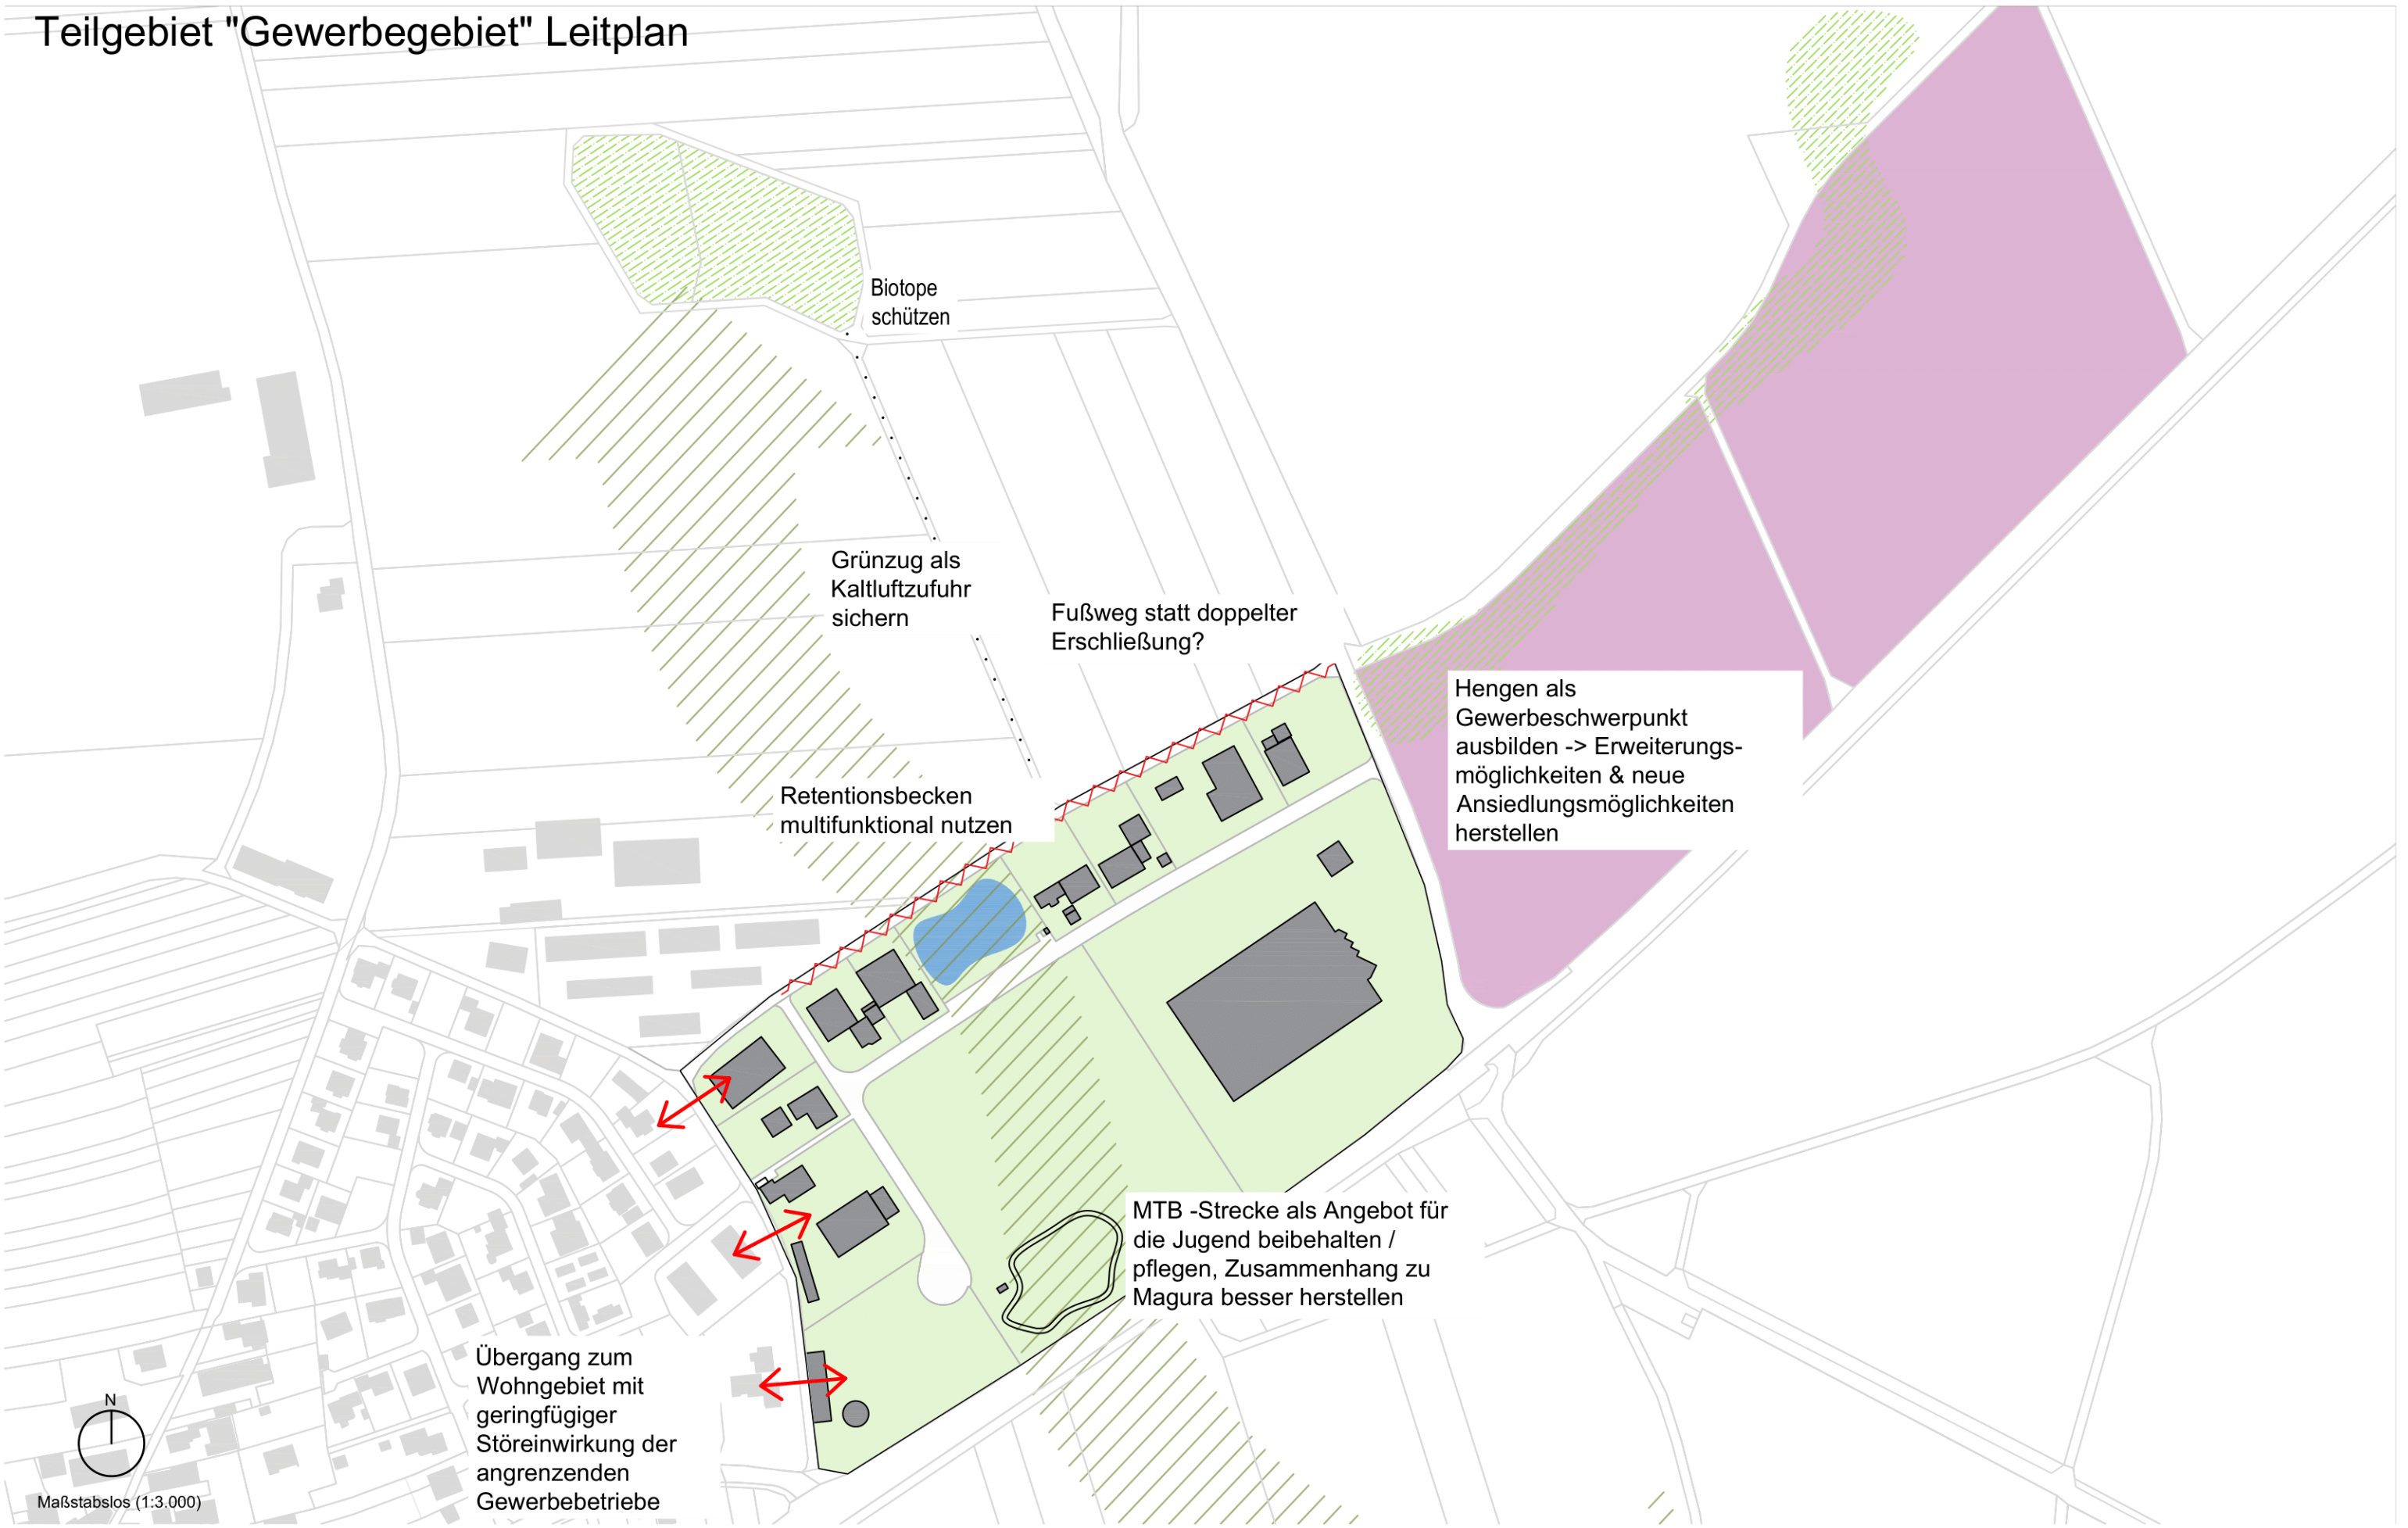 Teilgebiet "Gewerbegebiet" Leitplan
Biotope
schützen
Grünzug als
Kaltluftzufuhr
sichern
Fußweg statt doppelter
Erschließung?
Hengen als
Gewerbeschwerpunkt
ausbilden -> Erweiterungs-
möglichkeiten & neue
Ansiedlungsmöglichkeiten
herstellen
Retentionsbecken
multifunktional nutzen
MTB -Strecke als Angebot für
die Jugend beibehalten /
pflegen, Zusammenhang zu
Magura besser herstellen
Übergang zum
Wohngebiet mit
geringfügiger
Störeinwirkung der
angrenzenden
Gewerbebetriebe
N
Maßstabslos (1:3.000)